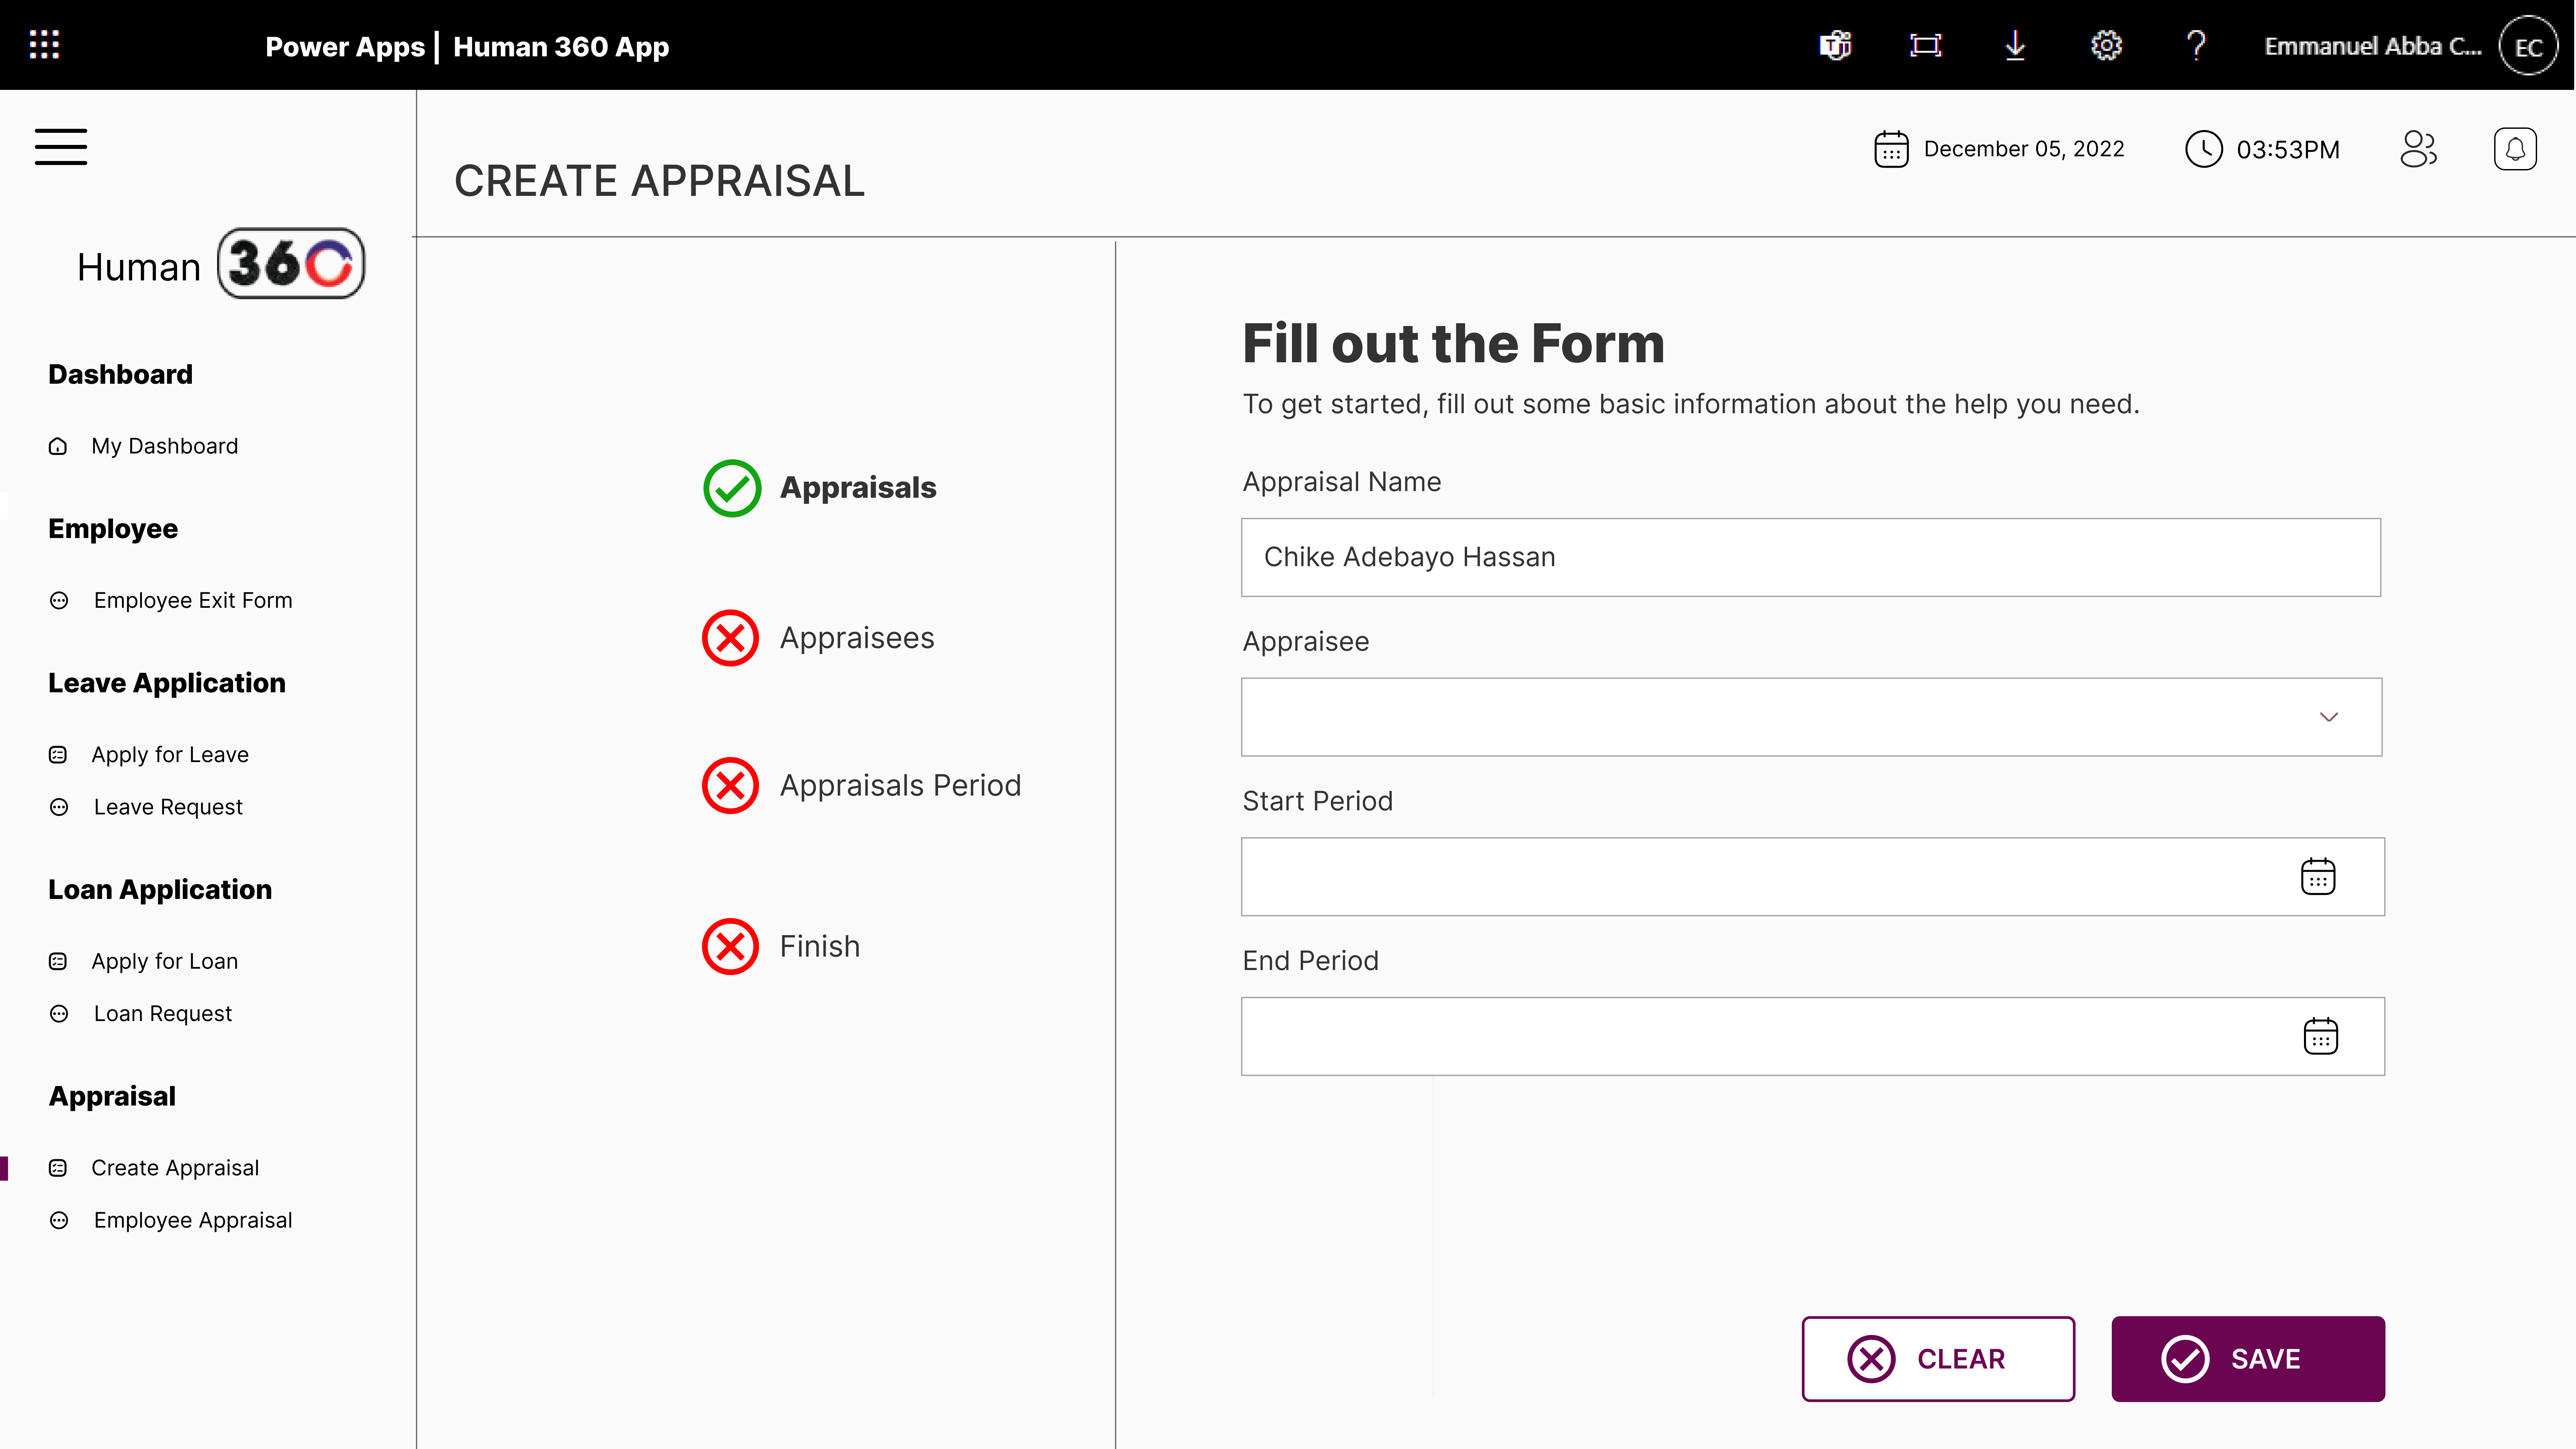 Power Apps | Human 360 App
Emmanuel Abba C... EC
CREATE APPRAISAL
December 05, 2022
03:53PM
Human 360
Dashboard
My Dashboard
Employee
Employee Exit Form
Leave Application
Apply for Leave
Leave Request
Loan Application
Apply for Loan
Loan Request
Appraisal
Create Appraisal
Employee Appraisal
Appraisals
Appraisees
Appraisals Period
Finish
Fill out the Form
To get started, fill out some basic information about the help you need.
Appraisal Name
Chike Adebayo Hassan
Appraisee
Start Period
End Period
CLEAR
SAVE